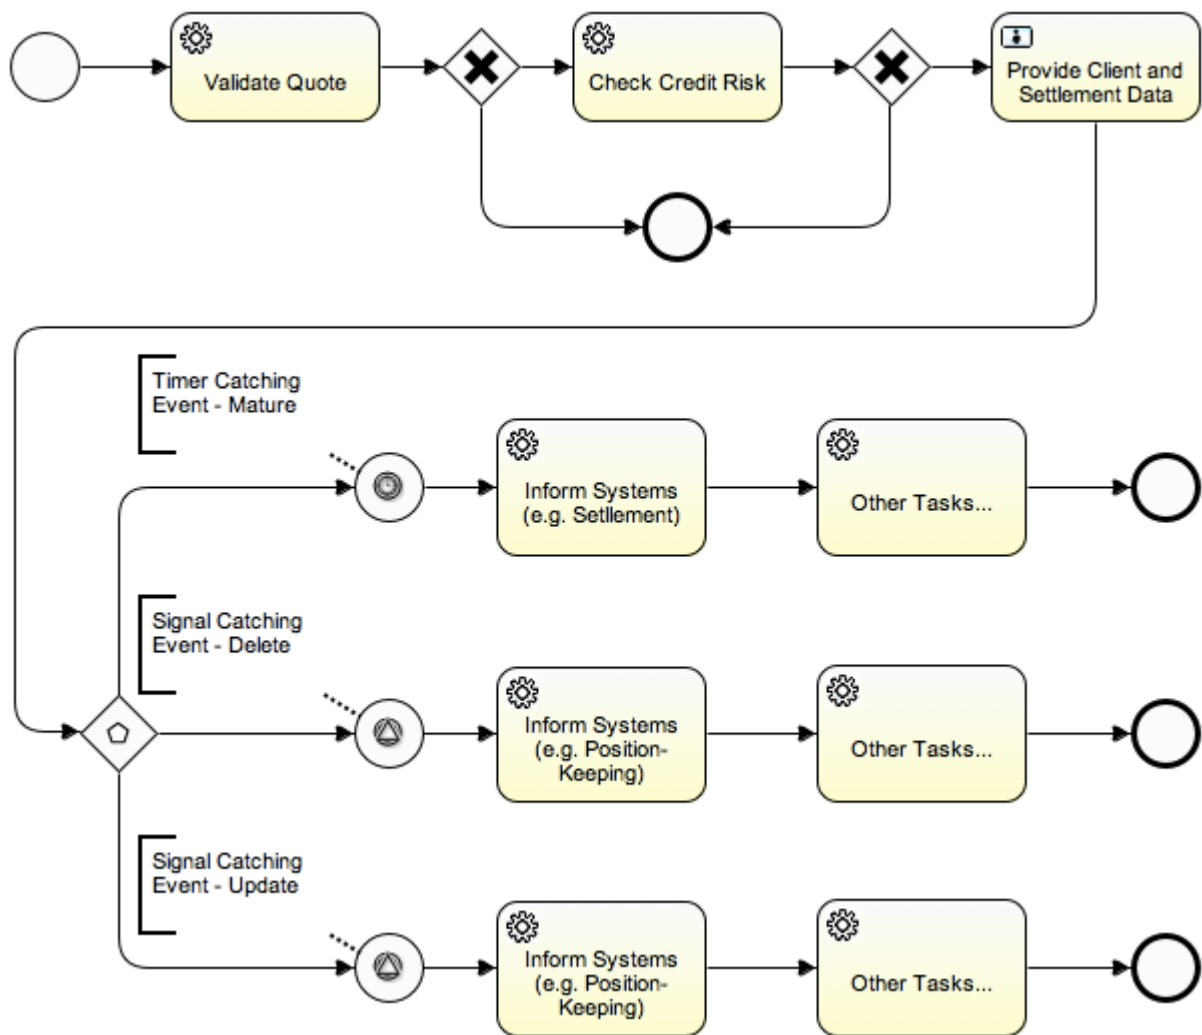 Validate Quote
Check Credit Risk
Provide Client and
Settlement Data
Timer Catching
Event - Mature
Inform Systems
(e.g. Setllement)
Other Tasks...
Signal Catching
Event - Delete
Inform Systems
(e.g. Position-
Keeping)
Other Tasks...
Signal Catching
Event - Update
Inform Systems
(e.g. Position-
Keeping)
Other Tasks...